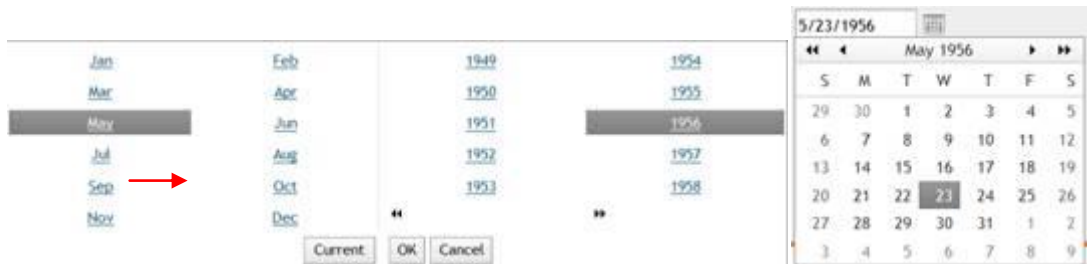 Jan Feb 1949 1954
Mar Apr 1950 1955
May Jun 1951 1956
Jul Aug 1952 1957
Sep Oct 1953 1958
Nov Dec
Current OK Cancel
5/23/1956
May 1956
S M T W T F S
29 30 1 2 3 4 5
6 7 8 9 10 11 12
13 14 15 16 17 18 19
20 21 22 23 24 25 26
27 28 29 30 31 1 2
3 4 5 6 7 8 9